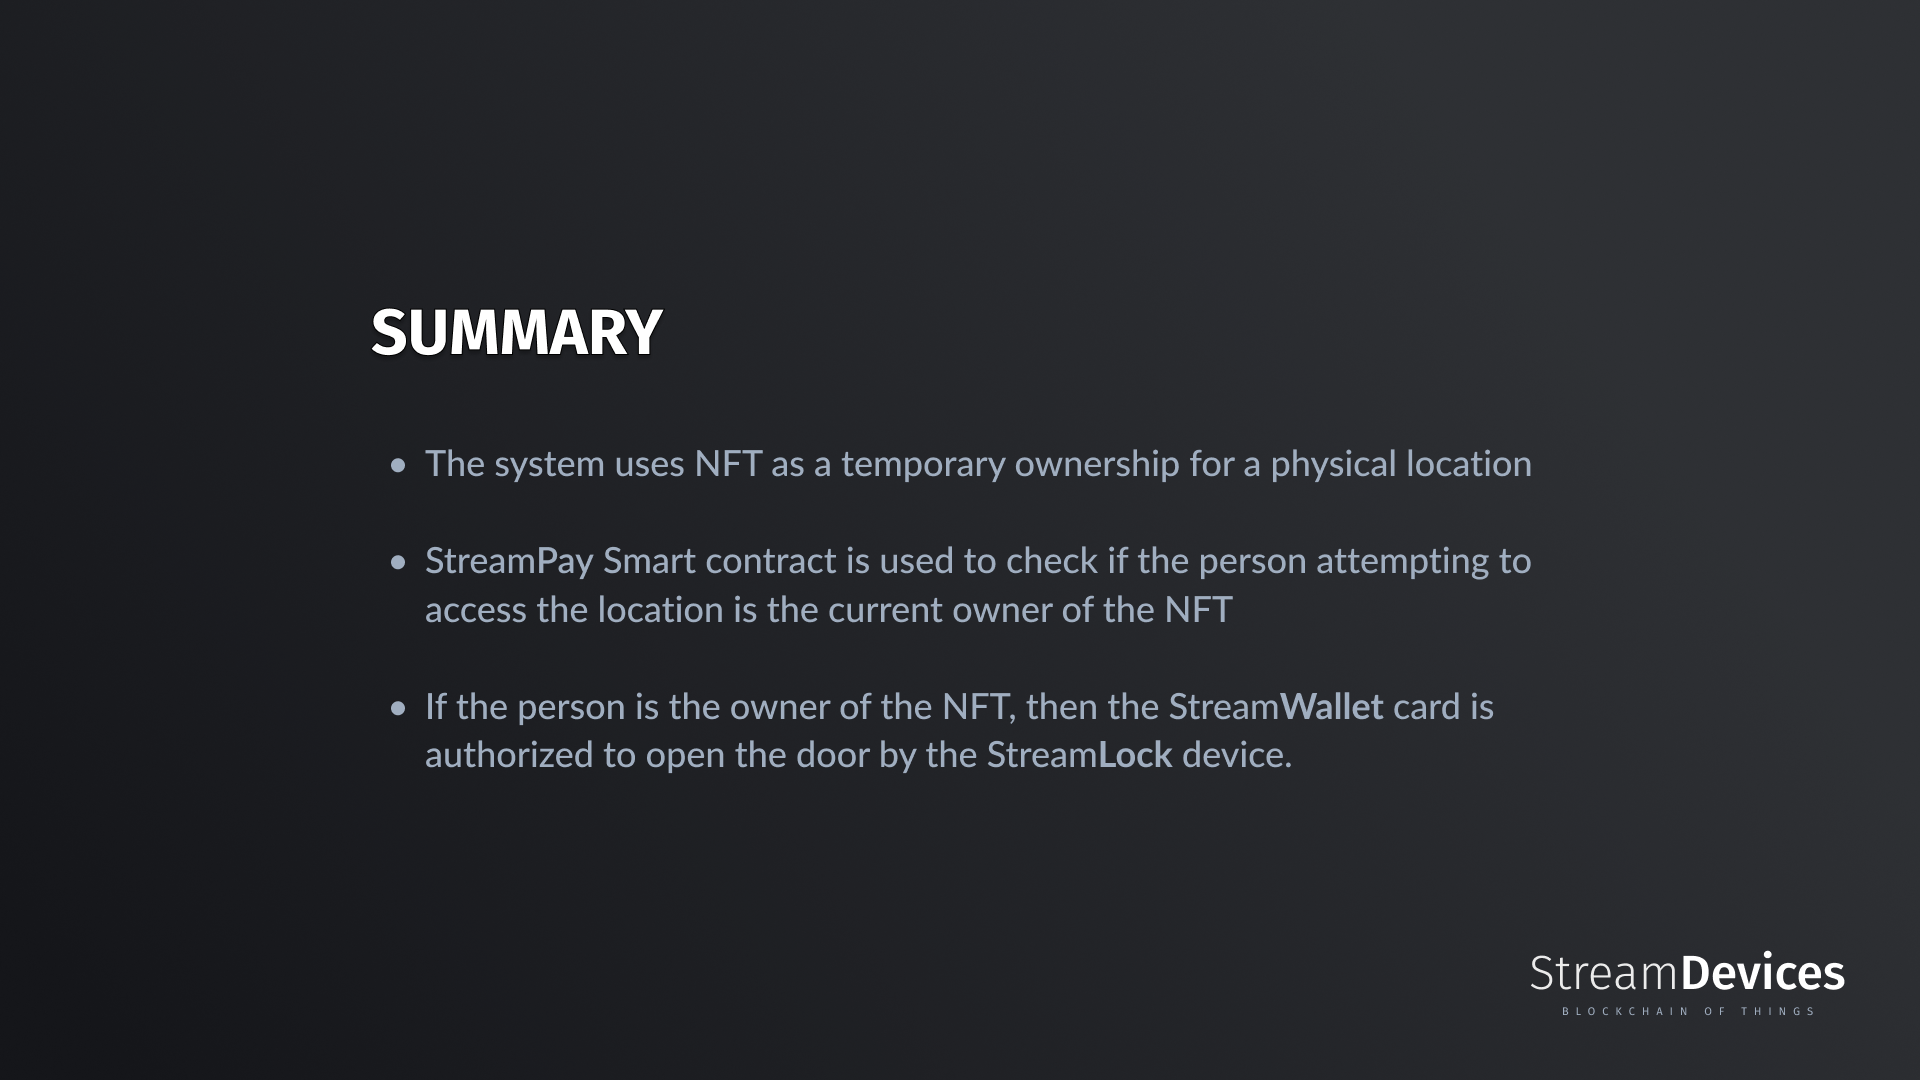 SUMMARY
• The system uses NFT as a temporary ownership for a physical location
• StreamPay Smart contract is used to check if the person attempting to
access the location is the current owner of the NFT
• If the person is the owner of the NFT, then the StreamWallet card is
authorized to open the door by the StreamLock device.
StreamDevices
BLOCKCHAIN OF THINGS